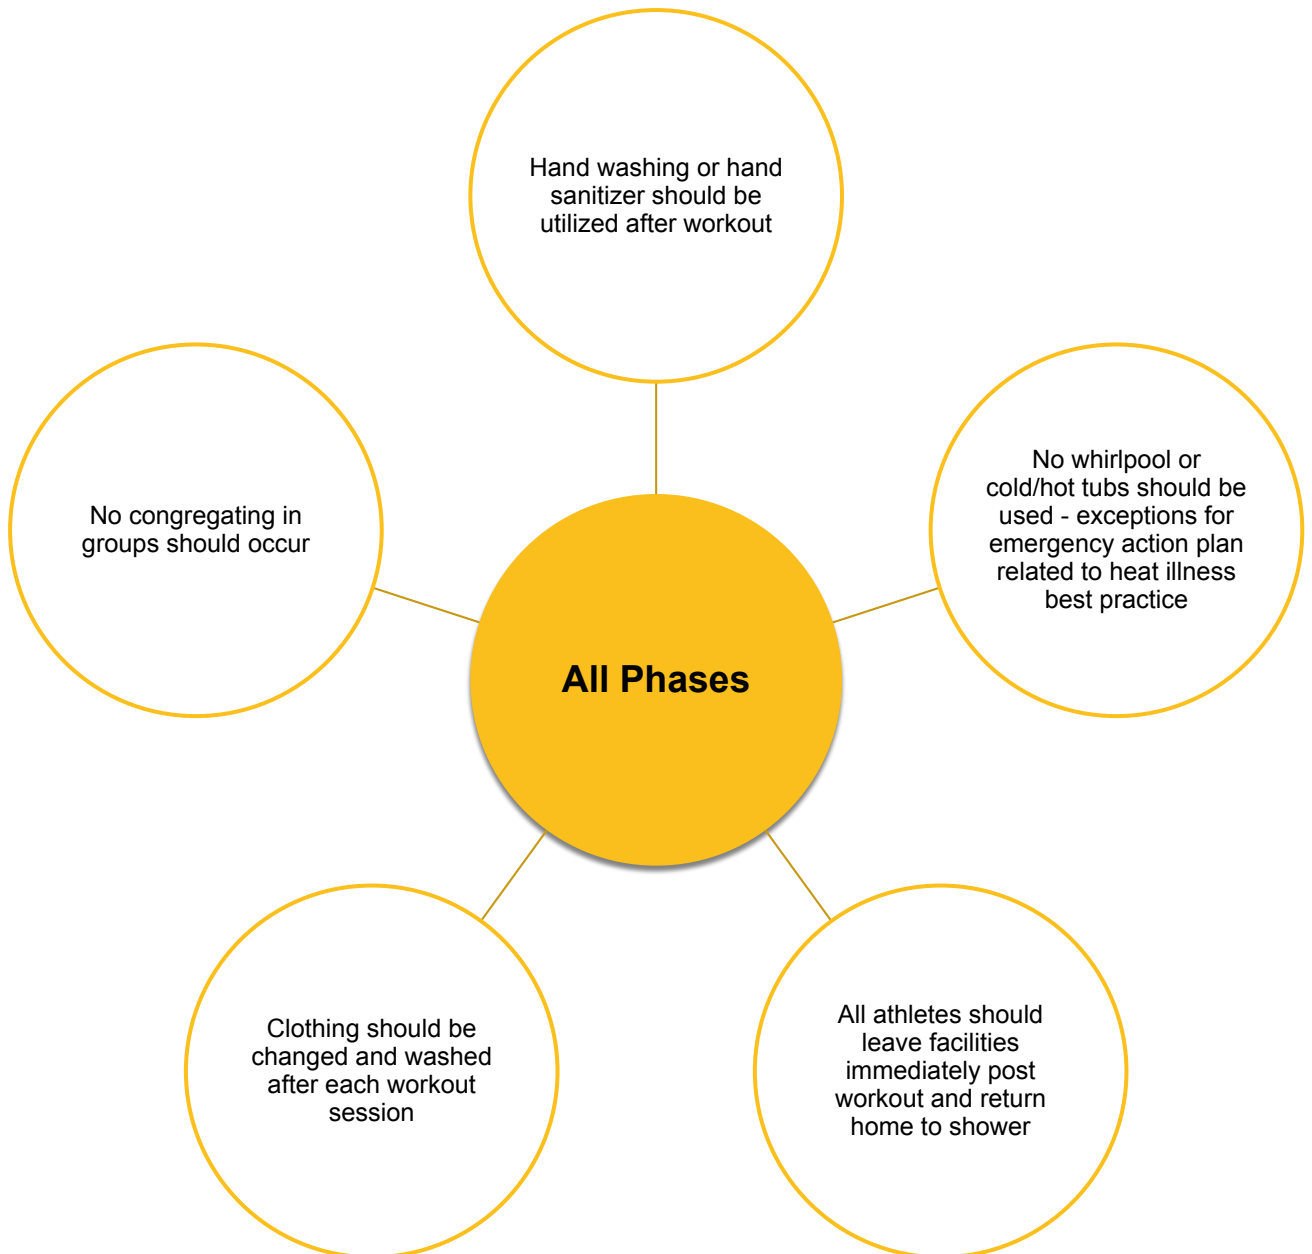 Hand washing or hand
sanitizer should be
utilized after workout
No whirlpool or
cold/hot tubs should be
used - exceptions for
emergency action plan
related to heat illness
best practice
No congregating in
groups should occur
All Phases
Clothing should be
changed and washed
after each workout
session
All athletes should
leave facilities
immediately post
workout and return
home to shower